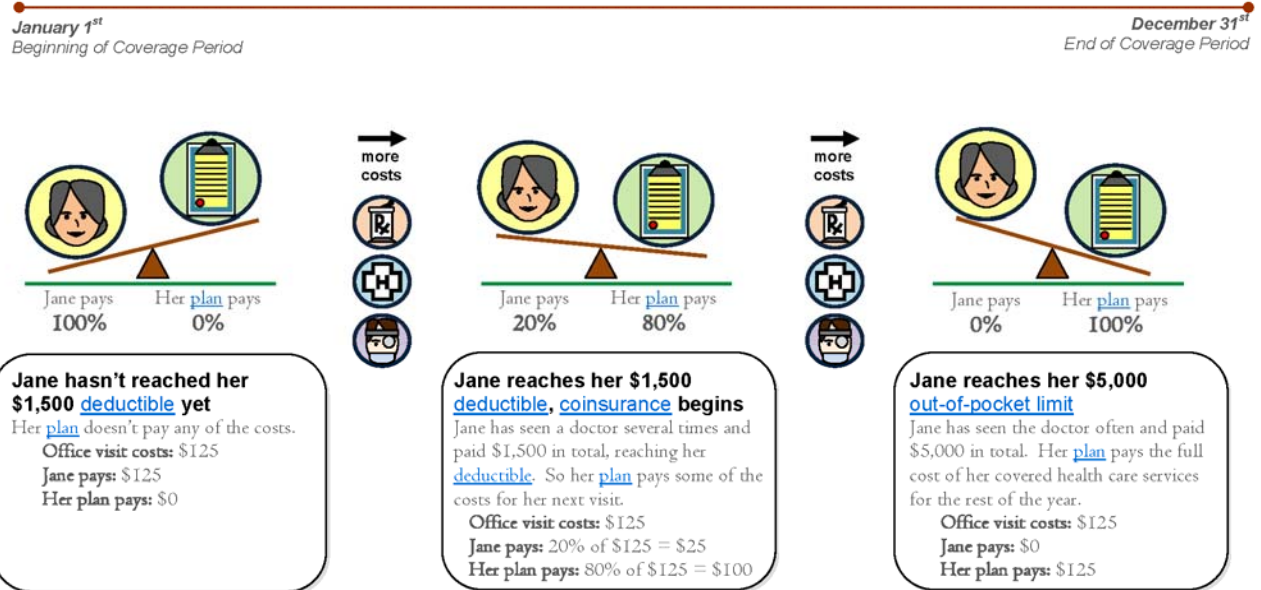 January 1st
Beginning of Coverage Period
December 31st
End of Coverage Period
Jane pays
100%
Her plan pays
0%
more
costs
Rx
H
Jane pays
20%
Her plan pays
80%
more
costs
Rx
H
Jane pays
0%
Her plan pays
100%
Jane hasn't reached her
$1,500 deductible yet
Her plan doesn't pay any of the costs.
Office visit costs: $125
Jane pays: $125
Her plan pays: $0
Jane reaches her $1,500
deductible, coinsurance begins
Jane has seen a doctor several times and
paid $1,500 in total, reaching her
deductible. So her plan pays some of the
costs for her next visit.
Office visit costs: $125
Jane pays: 20% of $125 = $25
Her plan pays: 80% of $125 = $100
Jane reaches her $5,000
out-of-pocket limit
Jane has seen the doctor often and paid
$5,000 in total. Her plan pays the full
cost of her covered health care services
for the rest of the year.
Office visit costs: $125
Jane pays: $0
Her plan pays: $125